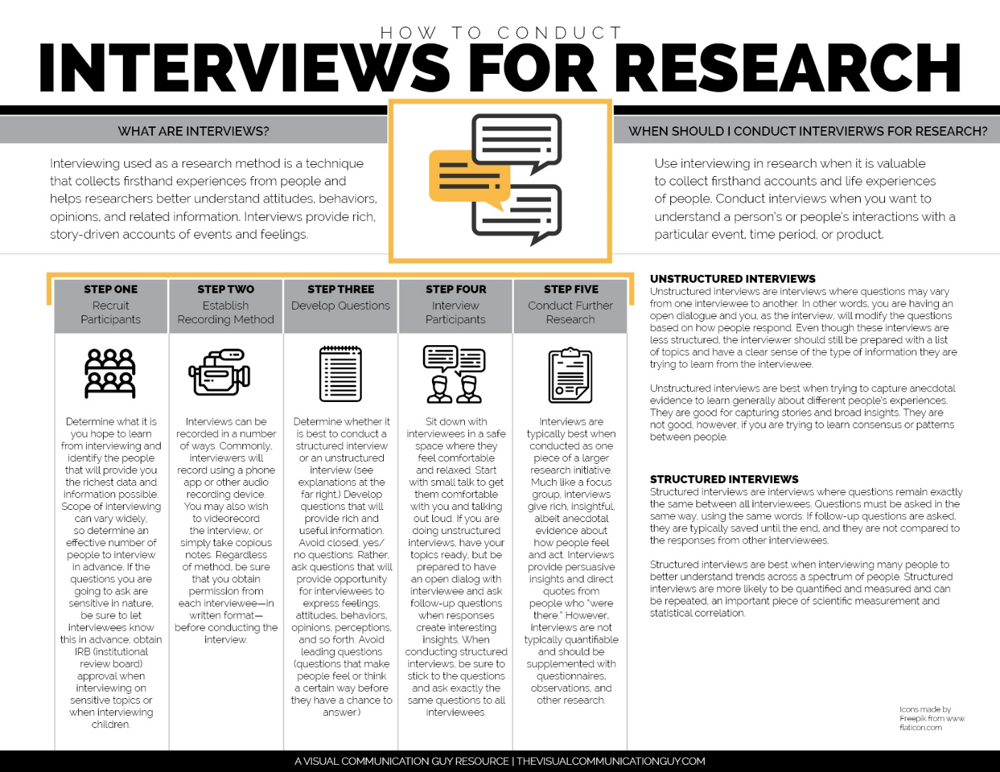 HOW TO CONDUCT
INTERVIEWS FOR RESEARCH
WHAT ARE INTERVIEWS?
Interviewing used as a research method is a technique
that collects firsthand experiences from people and
helps researchers better understand attitudes, behaviors,
opinions, and related information. Interviews provide rich,
story-driven accounts of events and feelings.
WHEN SHOULD I CONDUCT INTERVIERWS FOR RESEARCH?
Use interviewing in research when it is valuable
to collect firsthand accounts and life experiences
of people. Conduct interviews when you want to
understand a person's or people's interactions with a
particular event, time period, or product.
STEP ONE
Recruit
Participants
Determine what it is
you hope to learn
from interviewing and
identify the people
that will provide you
the richest data and
information possible.
Scope of interviewing
can vary widely,
so determine an
effective number of
people to interview
in advance. If the
questions you are
going to ask are
sensitive in nature,
be sure to let
interviewees know
this in advance; obtain
IRB (institutional
review board)
approval when
interviewing on
sensitive topics or
when interviewing
children.
STEP TWO
Establish
Recording Method
Interviews can be
recorded in a number
of ways. Commonly,
interviewers will
record using a phone
app or other audio
recording device.
You may also wish
to videorecord
the interview, or
simply take copious
notes. Regardless
of method, be sure
that you obtain
permission from
each interviewee—in
written format—
before conducting the
interview.
STEP THREE
Develop Questions
Determine whether it
is best to conduct a
structured interview
or an unstructured
interview (see
explanations at the
far right.) Develop
questions that will
provide rich and
useful information.
Avoid closed, yes/
no questions. Rather,
ask questions that will
provide opportunity
for interviewees to
express feelings,
attitudes, behaviors,
opinions, perceptions,
and so forth. Avoid
leading questions
(questions that make
people feel or think
a certain way before
they have a chance to
answer.)
STEP FOUR
Interview
Participants
Sit down with
interviewees in a safe
space where they
feel comfortable
and relaxed. Start
with small talk to get
them comfortable
with you and talking
out loud. If you are
doing unstructured
interviews, have your
topics ready, but be
prepared to have
an open dialog with
interviewee and ask
follow-up questions
when responses
create interesting
insights. When
conducting structured
interviews, be sure to
stick to the questions
and ask exactly the
same questions to all
interviewees.
STEP FIVE
Conduct Further
Research
Interviews are
typically best when
conducted as one
piece of a larger
research initiative.
Much like a focus
group, interviews
give rich, insightful,
albeit anecdotal
evidence about
how people feel
and act. Interviews
provide persuasive
insights and direct
quotes from
people who "were
there." However,
interviews are not
typically quantifiable
and should be
supplemented with
questionnaires,
observations, and
other research.
UNSTRUCTURED INTERVIEWS
Unstructured interviews are interviews where questions may vary
from one interviewee to another. In other words, you are having an
open dialogue and you, as the interview, will modify the questions
based on how people respond. Even though these interviews are
less structured, the interviewer should still be prepared with a list
of topics and have a clear sense of the type of information they are
trying to learn from the interviewee.
Unstructured interviews are best when trying to capture anecdotal
evidence to learn generally about different people's experiences.
They are good for capturing stories and broad insights. They are
not good, however, if you are trying to learn consensus or patterns
between people.
STRUCTURED INTERVIEWS
Structured interviews are interviews where questions remain exactly
the same between all interviewees. Questions must be asked in the
same way, using the same words. If follow-up questions are asked,
they are typically saved until the end, and they are not compared to
the responses from other interviewees.
Structured interviews are best when interviewing many people to
better understand trends across a spectrum of people. Structured
interviews are more likely to be quantified and measured and can
be repeated, an important piece of scientific measurement and
statistical correlation.
Icons made by
Freepik from www.
flaticon.com
A VISUAL COMMUNICATION GUY RESOURCE | THEVISUALCOMMUNICATIONGUY.COM